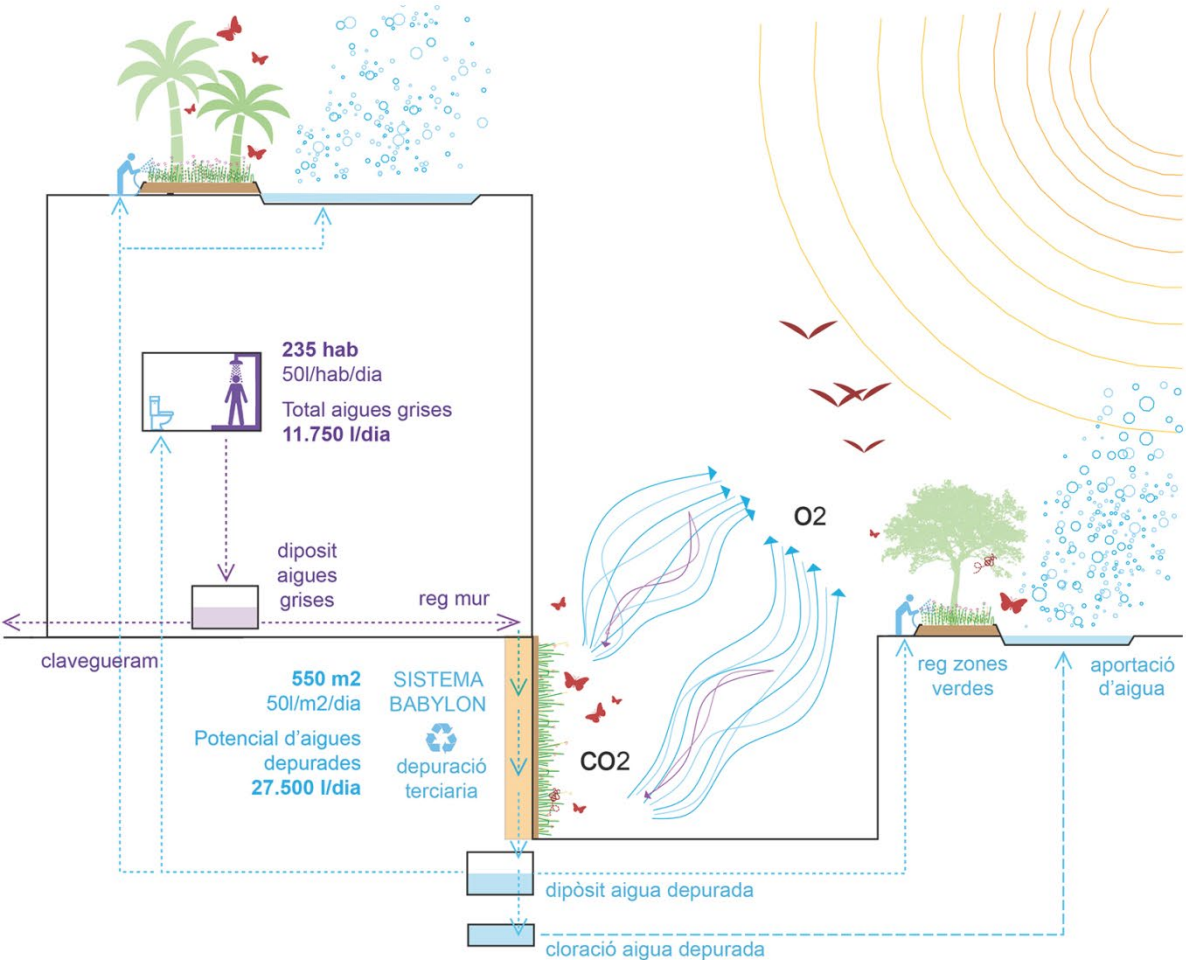 235 hab
50l/hab/dia
Total aigues grises
11.750 l/dia
diposit
aigues
grises
reg mur
clavegueram
550 m2
50l/m2/dia
Potencial d'aigues
depurades
27.500 l/dia
SISTEMA
BABYLON
depuració
terciaria
O2
CO2
reg zones
verdes
aportació
d'aigua
dipòsit aigua depurada
cloració aigua depurada